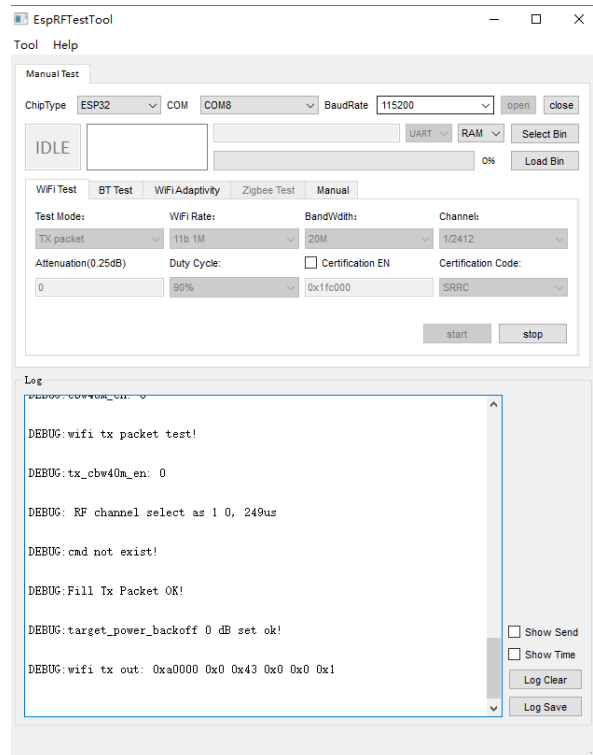 EspRFTestTool
Tool Help
ManualTest
ChipType ESP32 COM COM8 BaudRate 115200 open close
IDLE UART RAM Select Bin
0% Load Bin
WiFi Test BT Test WiFi Adaptivity Zigbee Test Manual
Test Mode: WiFi Rate: BandWdith: Channel:
TX packet 11b 1M 20M 1/2412
Attenuation(0.25dB) Duty Cycle: Certification EN Certification Code:
0 90% 0x1fc000 SRRC
start stop
Log
DEBUG:cbw40m_en: 0
DEBUG:wifi tx packet test!
DEBUG:tx_cbw40m_en: 0
DEBUG: RF channel select as 1 0, 249us
DEBUG:cmd not exist!
DEBUG:Fill Tx Packet OK!
DEBUG:target_power_backoff 0 dB set ok!
DEBUG:wifi tx out: 0xa0000 0x0 0x43 0x0 0x0 0x1
Show Send
Show Time
Log Clear
Log Save